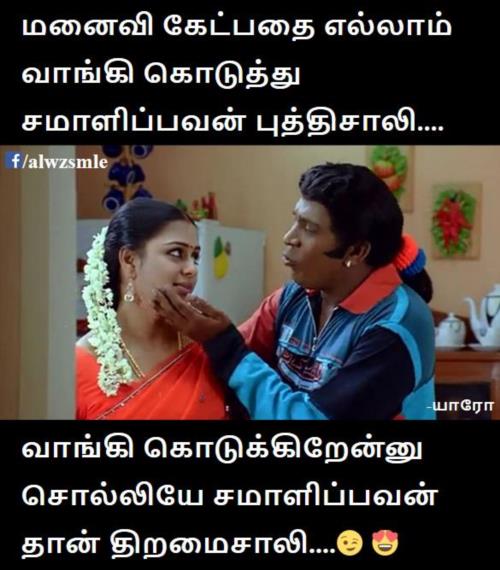 மனைவி கேட்பதை எல்லாம்
வாங்கி கொடுத்து
சமாளிப்பவன் புத்திசாலி....
f/alwzsmle
-யாரோ
வாங்கி கொடுக்கிறேன்னு
சொல்லியே சமாளிப்பவன்
தான் திறமைசாலி....😉 😍